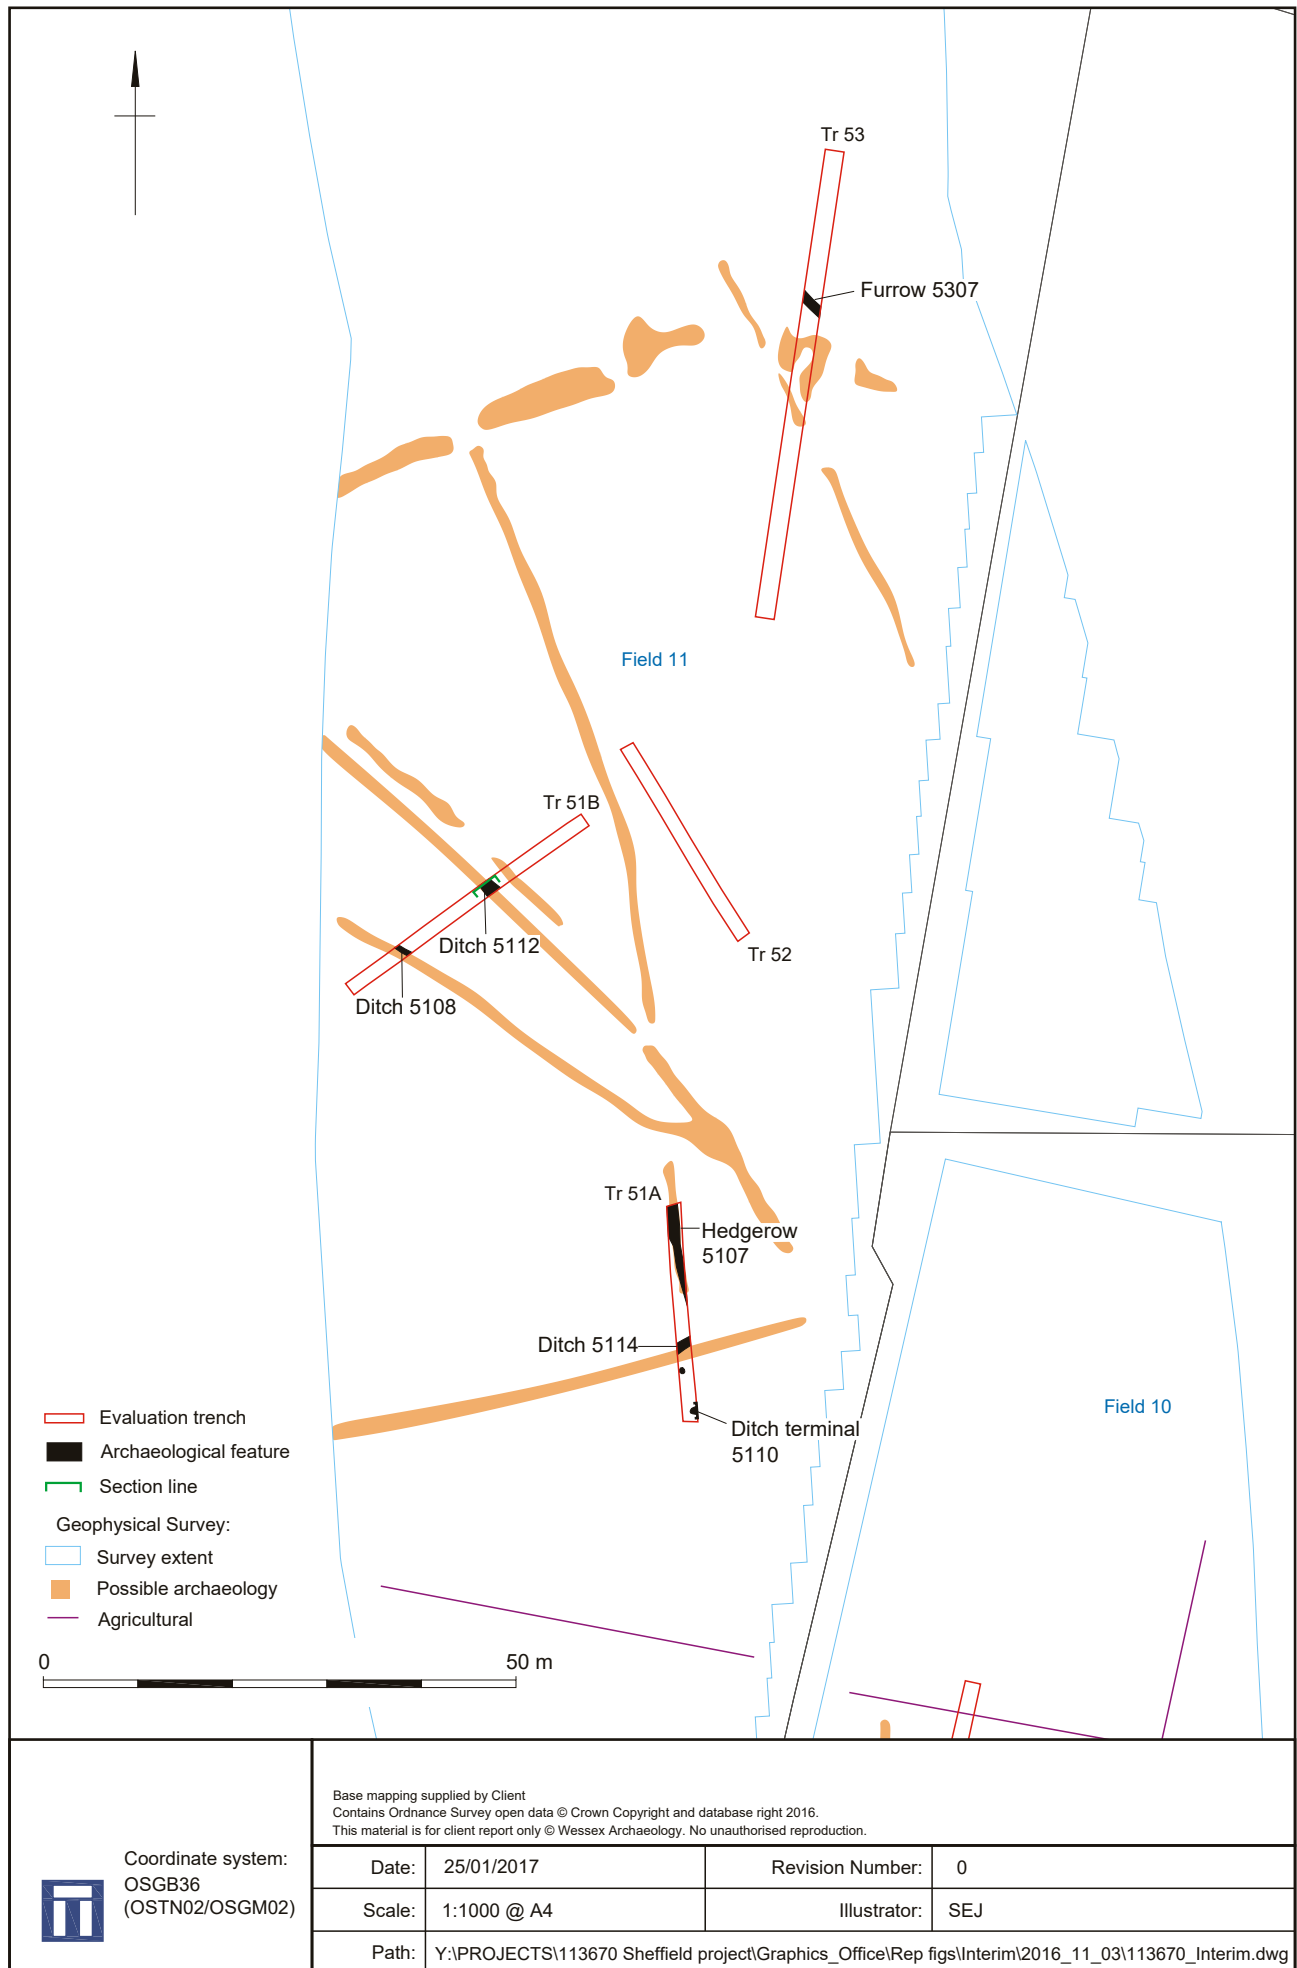 Tr 53
Furrow 5307
Field 11
Tr 51B
Ditch 5112
Tr 52
Ditch 5108
Tr 51A
Hedgerow
5107
Ditch 5114
Ditch terminal
5110
Field 10
Evaluation trench
Archaeological feature
Section line
Geophysical Survey:
Survey extent
Possible archaeology
Agricultural
0 50 m
Base mapping supplied by Client
Contains Ordnance Survey open data © Crown Copyright and database right 2016.
This material is for client report only © Wessex Archaeology. No unauthorised reproduction.
Coordinate system:
OSGB36
(OSTN02/OSGM02)
Date: 25/01/2017 Revision Number: 0
Scale: 1:1000 @ A4 Illustrator: SEJ
Path: Y:\PROJECTS\113670 Sheffield project\Graphics_Office\Rep figs\Interim\2016_11_03\113670_Interim.dwg